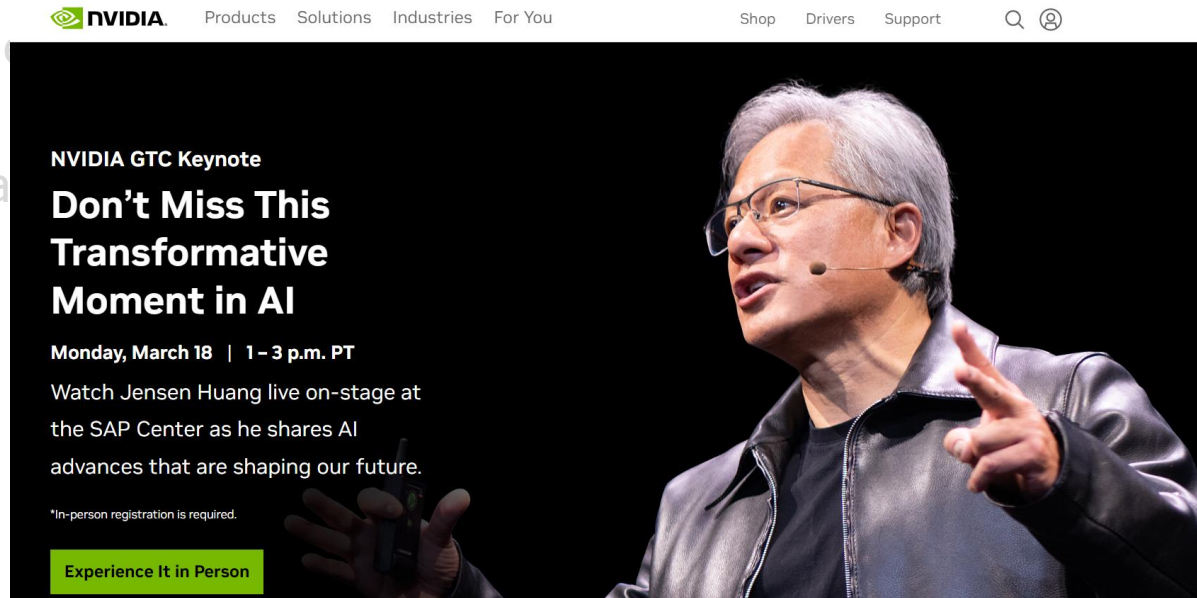 NVIDIA.
Products Solutions Industries For You
Shop Drivers Support
NVIDIA GTC Keynote
Don’t Miss This
Transformative
Moment in AI
Monday, March 18 | 1 – 3 p.m. PT
Watch Jensen Huang live on-stage at
the SAP Center as he shares AI
advances that are shaping our future.
*In-person registration is required.
Experience It in Person